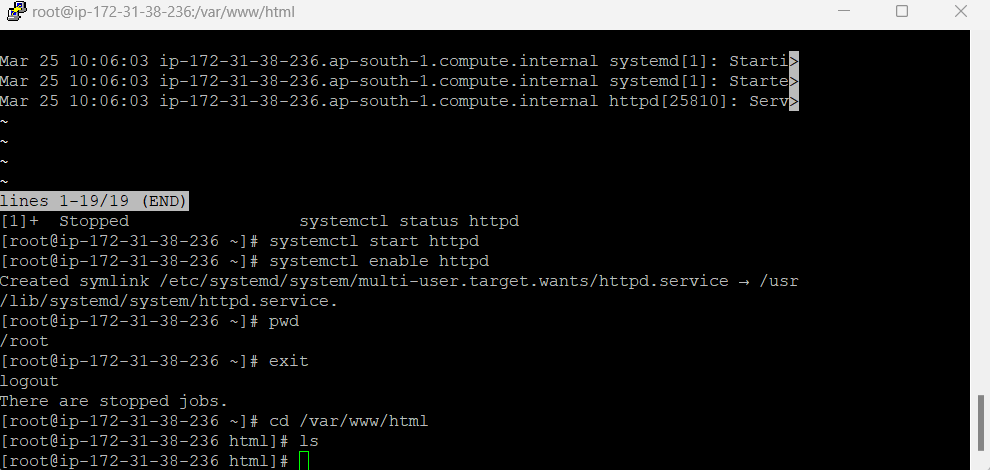 root@ip-172-31-38-236:/var/www/html
Mar 25 10:06:03 ip-172-31-38-236.ap-south-1.compute.internal systemd[1]: Starti>
Mar 25 10:06:03 ip-172-31-38-236.ap-south-1.compute.internal systemd[1]: Starte>
Mar 25 10:06:03 ip-172-31-38-236.ap-south-1.compute.internal httpd[25810]: Serv>
~
~
~
~
lines 1-19/19 (END)
[1]+  Stopped                 systemctl status httpd
[root@ip-172-31-38-236 ~]# systemctl start httpd
[root@ip-172-31-38-236 ~]# systemctl enable httpd
Created symlink /etc/systemd/system/multi-user.target.wants/httpd.service → /usr
/lib/systemd/system/httpd.service.
[root@ip-172-31-38-236 ~]# pwd
/root
[root@ip-172-31-38-236 ~]# exit
logout
There are stopped jobs.
[root@ip-172-31-38-236 ~]# cd /var/www/html
[root@ip-172-31-38-236 html]# ls
[root@ip-172-31-38-236 html]#